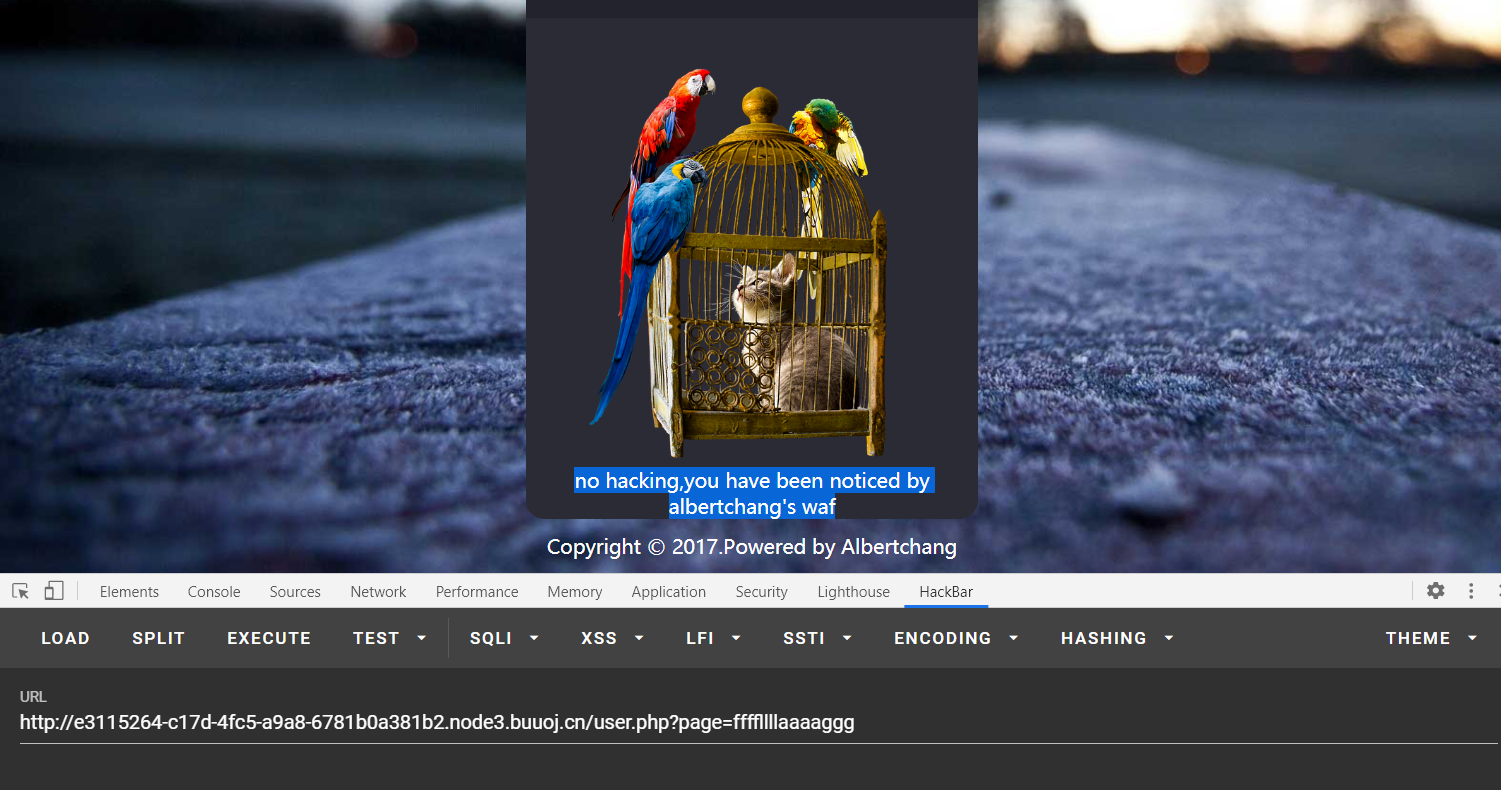 no hacking,you have been noticed by
albertchang's waf
Copyright © 2017.Powered by Albertchang
Elements Console Sources Network Performance Memory Application Security Lighthouse HackBar
LOAD SPLIT EXECUTE TEST SQLI XSS LFI SSTI ENCODING HASHING THEME
URL
http://e3115264-c17d-4fc5-a9a8-6781b0a381b2.node3.buuoj.cn/user.php?page=ffffllllaaaaggg